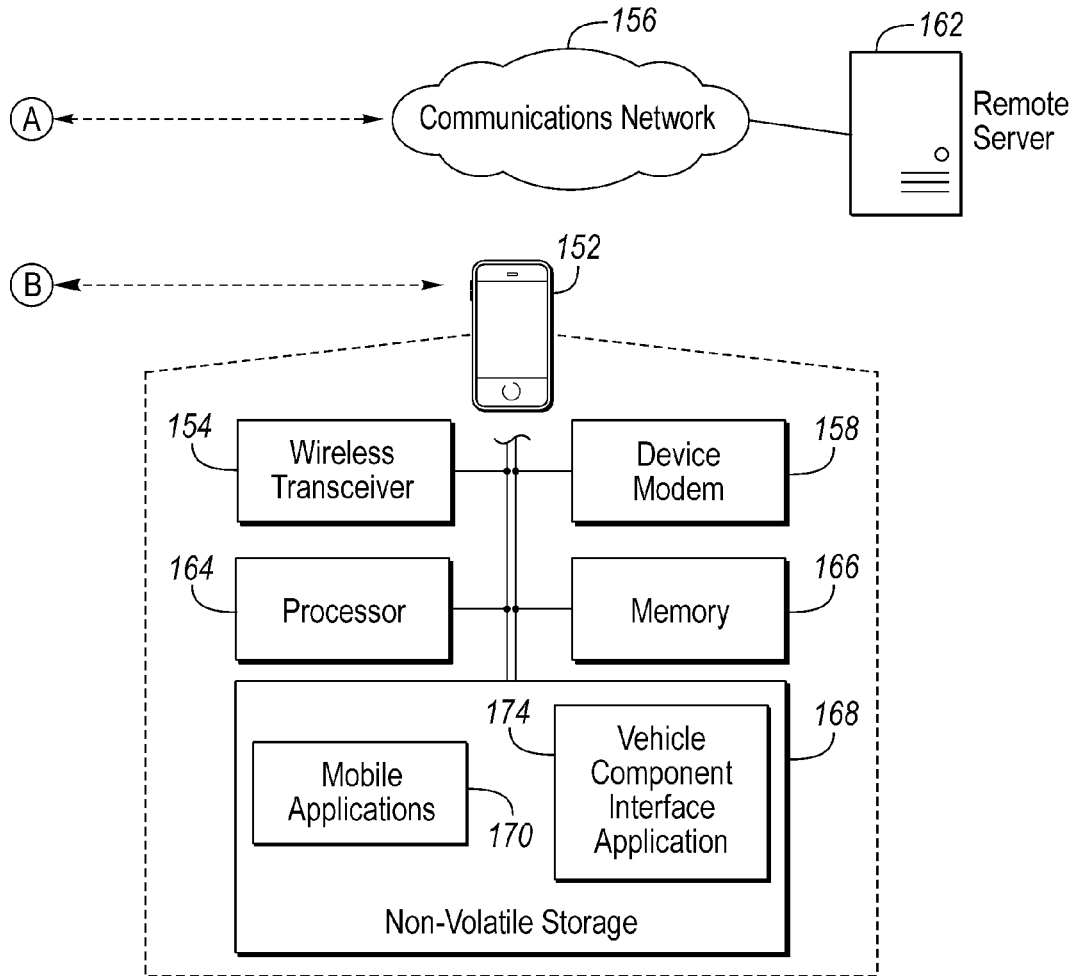 156
162
A
Communications Network
Remote
Server
152
B
154
Wireless
Transceiver
158
Device
Modem
164
Processor
166
Memory
174
168
Mobile
Applications
170
Vehicle
Component
Interface
Application
Non-Volatile Storage